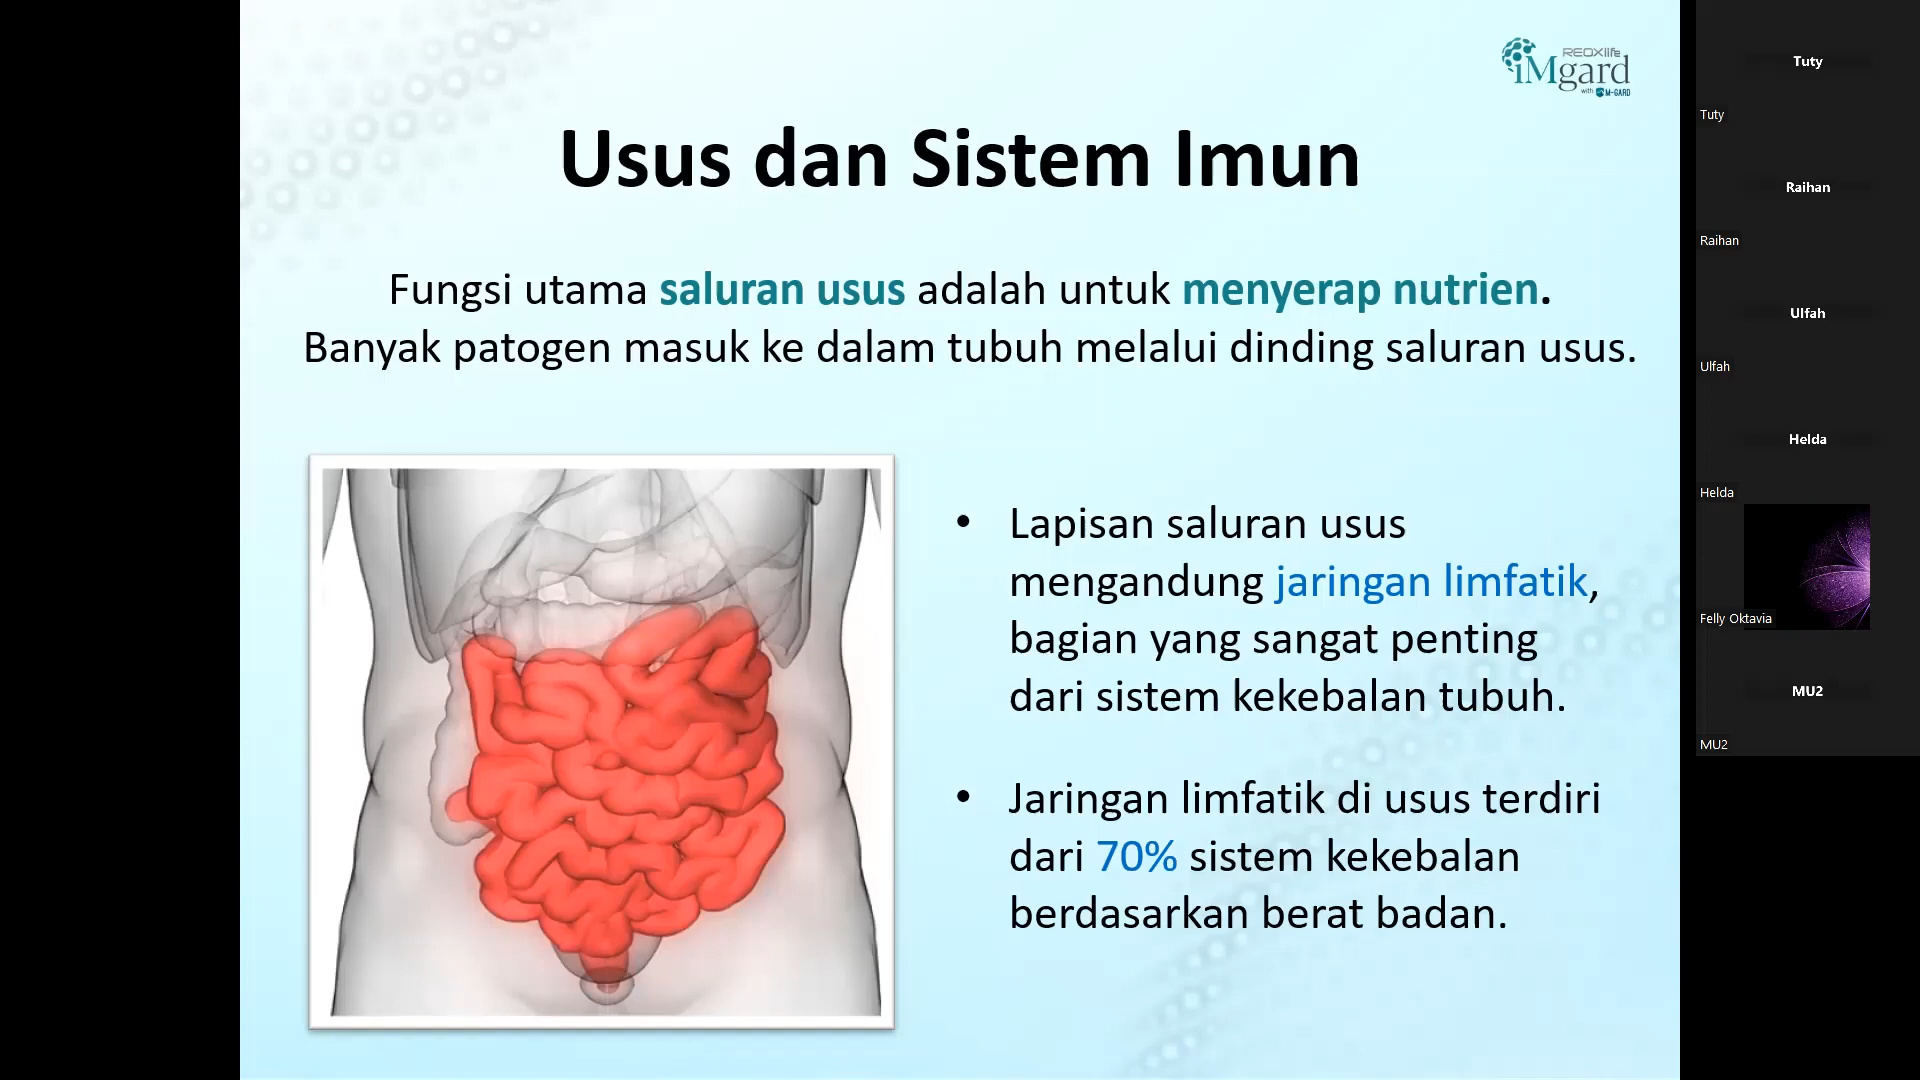 REDXlife
iMgard
with M-GARD
Usus dan Sistem Imun
Fungsi utama saluran usus adalah untuk menyerap nutrien.
Banyak patogen masuk ke dalam tubuh melalui dinding saluran usus.
• Lapisan saluran usus
mengandung jaringan limfatik,
bagian yang sangat penting
dari sistem kekebalan tubuh.
• Jaringan limfatik di usus terdiri
dari 70% sistem kekebalan
berdasarkan berat badan.
Tuty
Tuty
Raihan
Raihan
Ulfah
Ulfah
Helda
Helda
Felly Oktavia
MU2
MU2